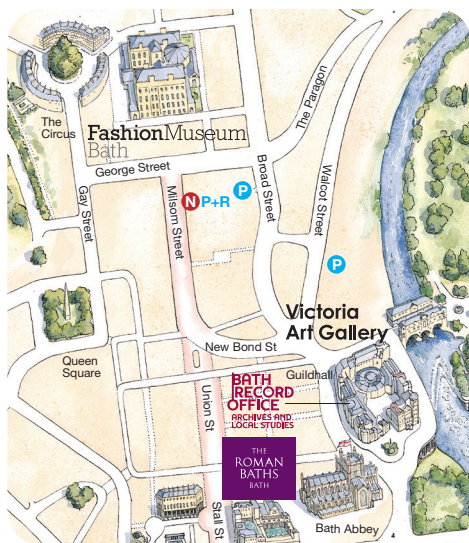 The
Circus
FashionMuseum
Bath
George Street
The Paragon
Gay Street
Milsom Street
N P+R
P
Broad Street
Walcot Street
P
Victoria
Art Gallery
New Bond St
Queen
Square
Guildhall
BATH
RECORD
OFFICE
ARCHIVES AND
LOCAL STUDIES
Union St
THE
ROMAN
BATHS
BATH
Stall St
Bath Abbey
4